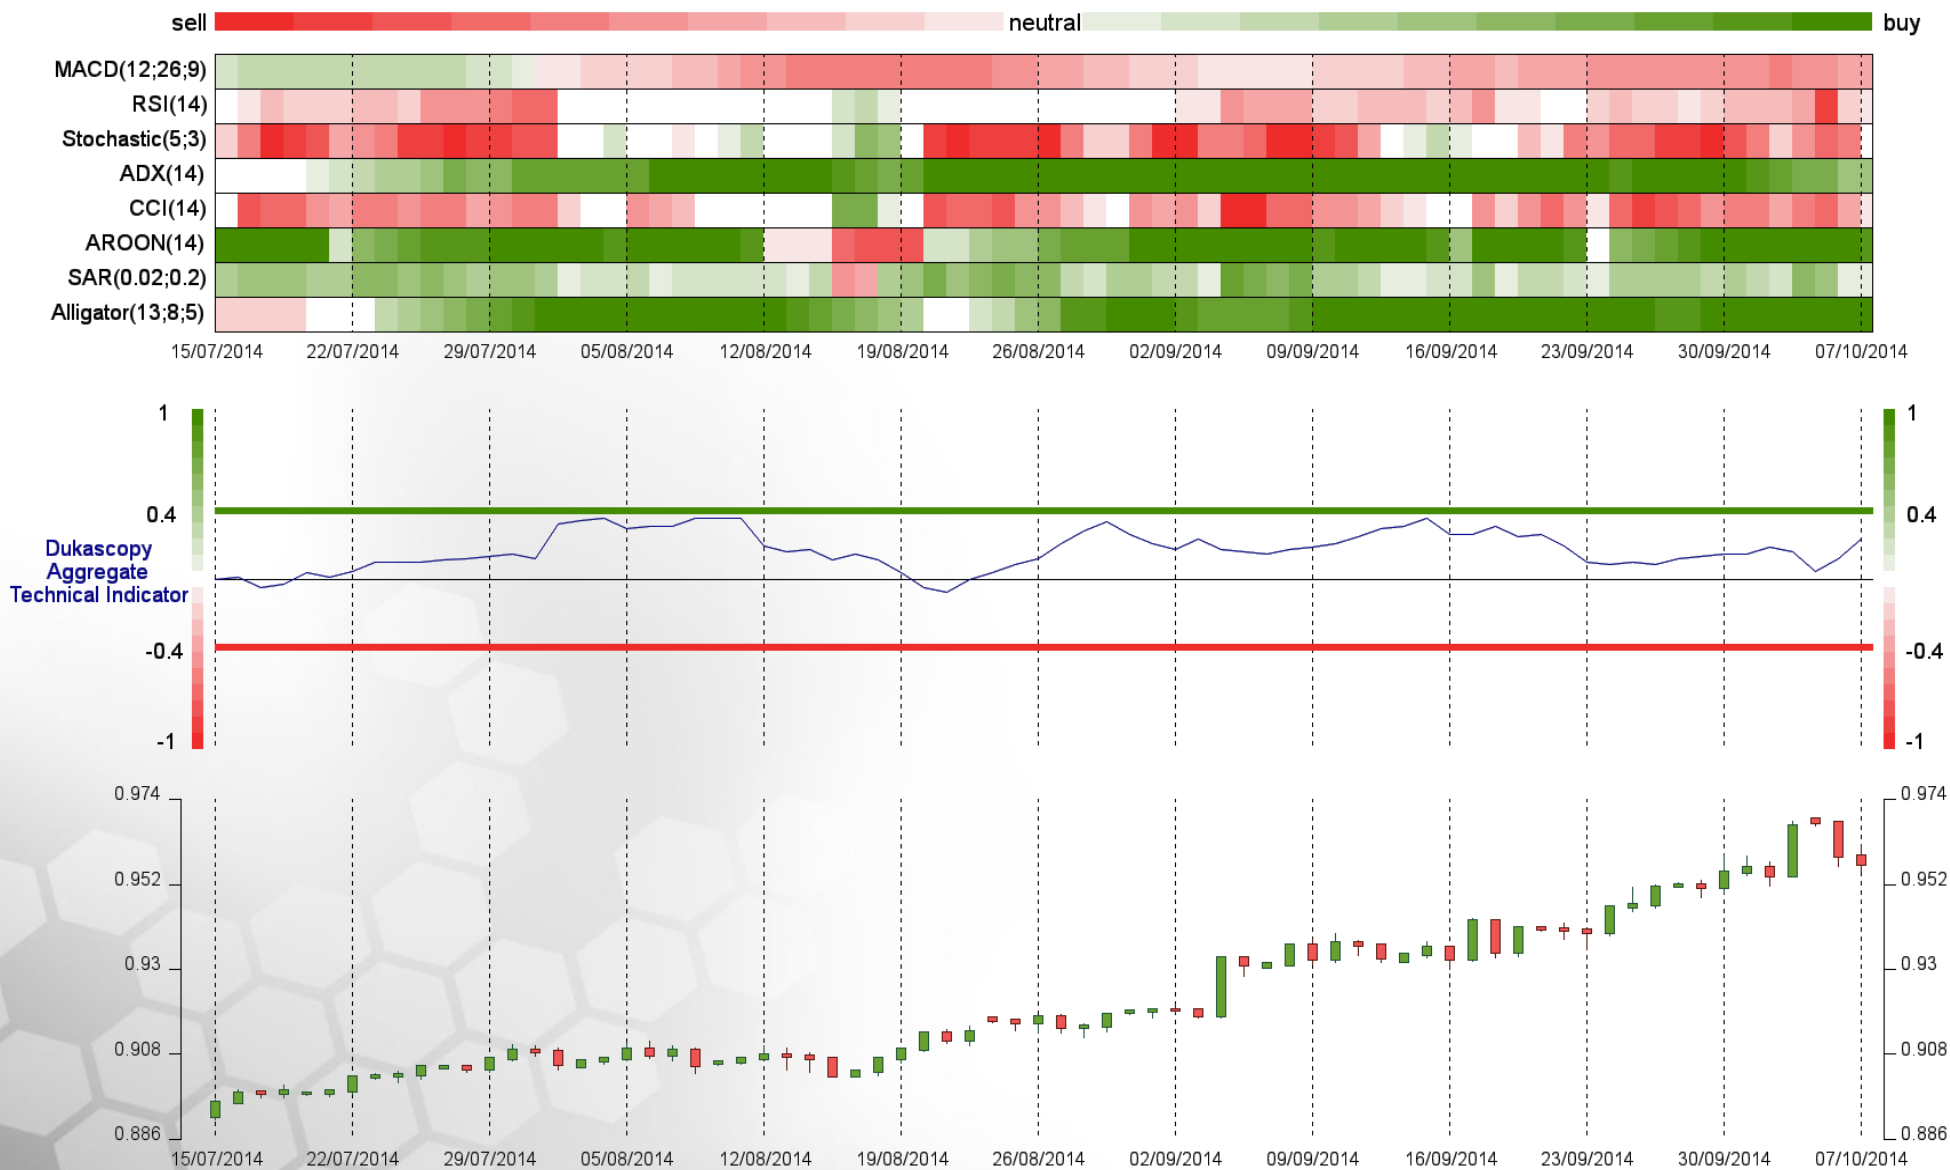 sell neutral buy
MACD(12;26;9)
RSI(14)
Stochastic(5;3)
ADX(14)
CCI(14)
AROON(14)
SAR(0.02;0.2)
Alligator(13;8;5)
15/07/2014 22/07/2014 29/07/2014 05/08/2014 12/08/2014 19/08/2014 26/08/2014 02/09/2014 09/09/2014 16/09/2014 23/09/2014 30/09/2014 07/10/2014
1 1
0.4 0.4
Dukascopy
Aggregate
Technical Indicator
-0.4 -0.4
-1 -1
0.974 0.974
0.952 0.952
0.93 0.93
0.908 0.908
0.886 0.886
15/07/2014 22/07/2014 29/07/2014 05/08/2014 12/08/2014 19/08/2014 26/08/2014 02/09/2014 09/09/2014 16/09/2014 23/09/2014 30/09/2014 07/10/2014